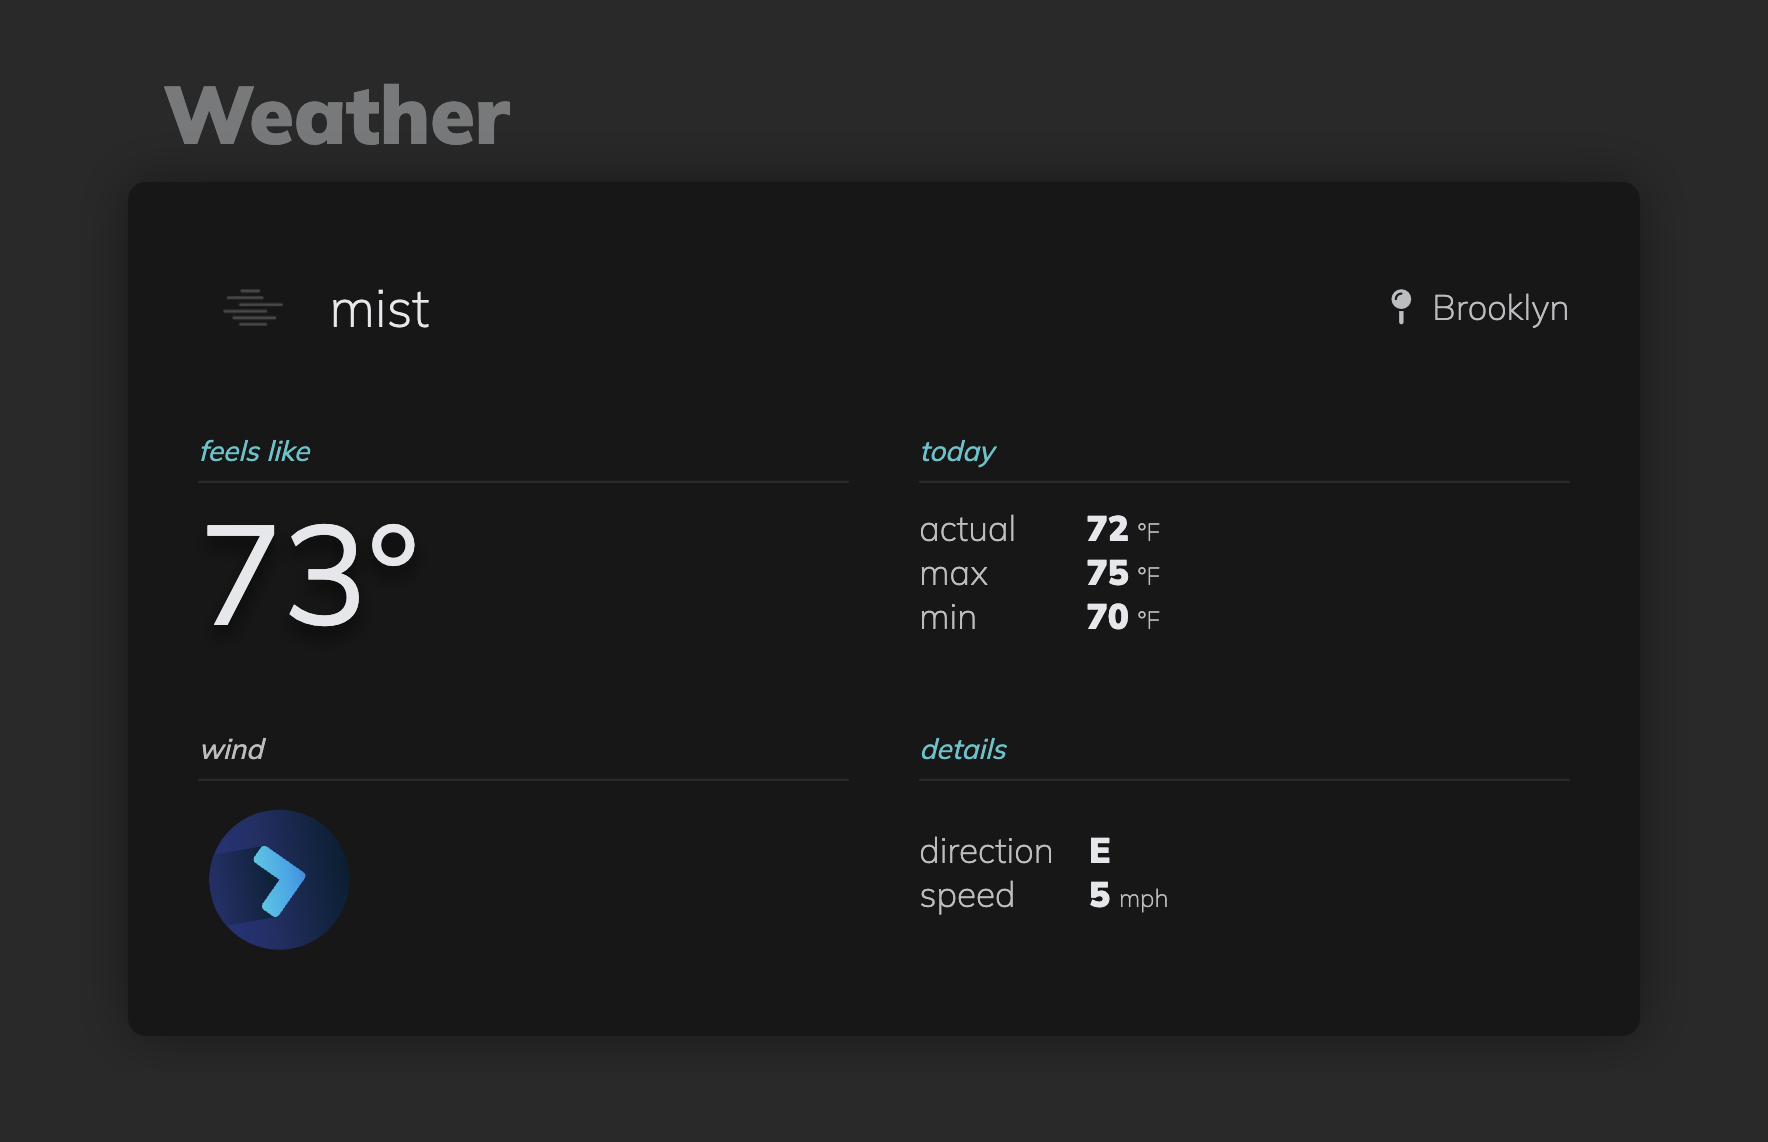 Weather
mist
Brooklyn
feels like
73°
today
actual 72 °F
max 75 °F
min 70 °F
wind
details
direction E
speed 5 mph